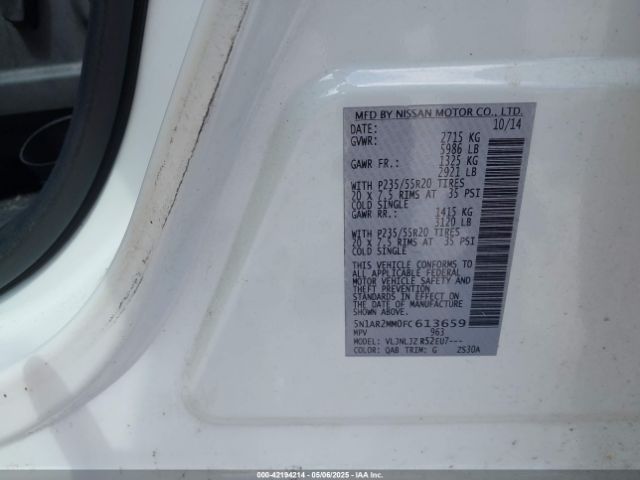 MFD BY NISSAN MOTOR CO., LTD.
DATE: 10/14
GVWR: 2715 KG
5986 LB
GAWR FR.: 1325 KG
2921 LB
WITH P235/55R20 TIRES
20 x 7.5 RIMS AT 35 PSI
COLD SINGLE
GAWR RR.: 1415 KG
3120 LB
WITH P235/55R20 TIRES
20 x 7.5 RIMS AT 35 PSI
COLD SINGLE
THIS VEHICLE CONFORMS TO
ALL APPLICABLE FEDERAL
MOTOR VEHICLE SAFETY AND
THEFT PREVENTION
STANDARDS IN EFFECT ON
THE DATE OF MANUFACTURE
SHOWN ABOVE.
5N1AR2MM0FC613659
MPV 963
MODEL: VL3NLJZ R52EU7---
COLOR: QAB TRIM: G ZS30A
000-42194214 - 05/06/2025 - IAA Inc.